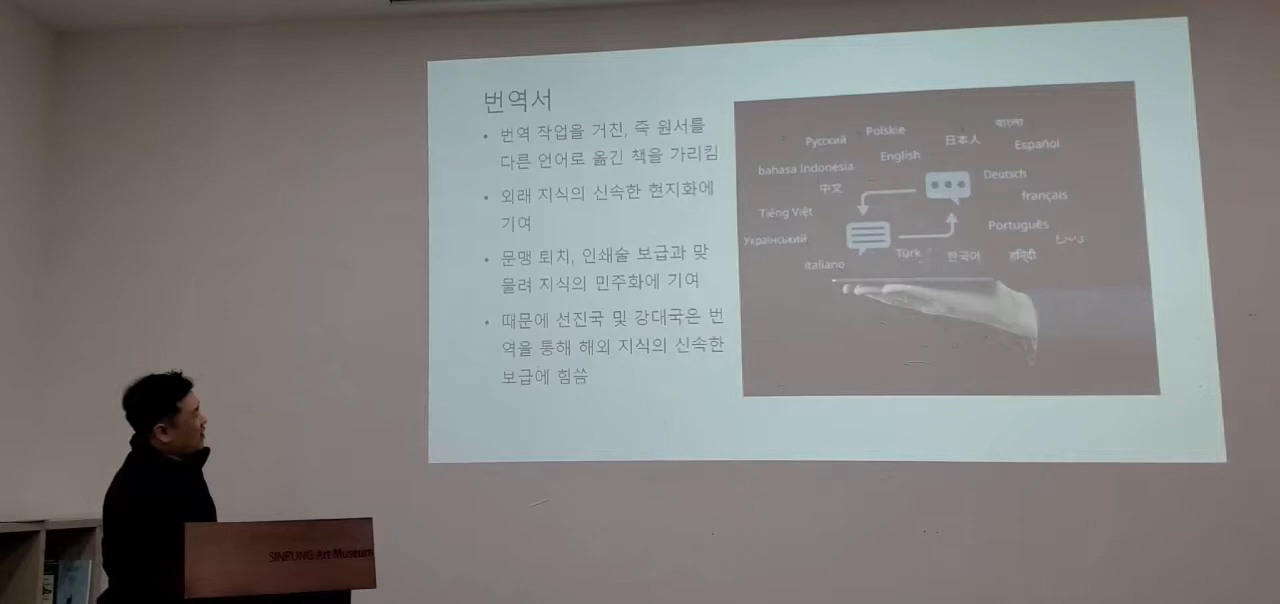 번역서
• 번역 작업을 거친, 즉 원서를
다른 언어로 옮긴 책을 가리킴
• 외래 지식의 신속한 현지화에
기여
• 문맹 퇴치, 인쇄술 보급과 맞
물려 지식의 민주화에 기여
• 때문에 선진국 및 강대국은 번
역을 통해 해외 지식의 신속한
보급에 힘씀
Русский
Polskie
日本人
বাংলা
bahasa Indonesia
English
Español
中文
Deutsch
Tiếng Việt
français
Український
Português
italiano
Türk
한국어
हिन्दी
SINPUNG Art Museum